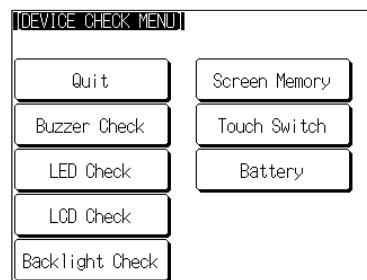 [DEVICE CHECK MENU]
Quit
Screen Memory
Buzzer Check
Touch Switch
LED Check
Battery
LCD Check
Backlight Check